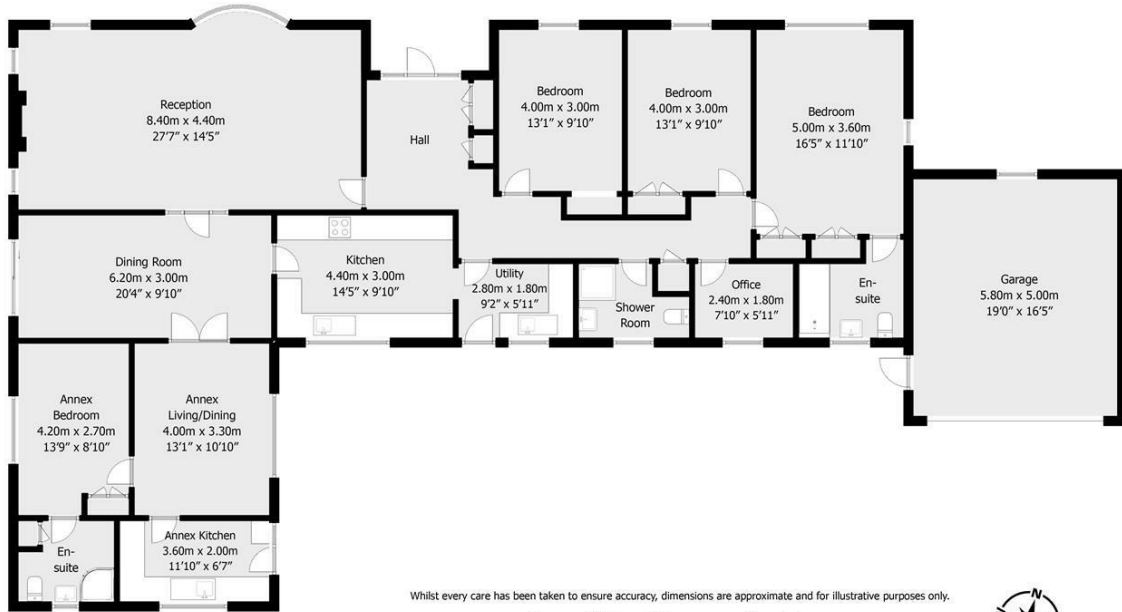 Reception
8.40m x 4.40m
27'7" x 14'5"
Hall
Bedroom
4.00m x 3.00m
13'1" x 9'10"
Bedroom
4.00m x 3.00m
13'1" x 9'10"
Bedroom
5.00m x 3.60m
16'5" x 11'10"
Dining Room
6.20m x 3.00m
20'4" x 9'10"
Kitchen
4.40m x 3.00m
14'5" x 9'10"
Utility
2.80m x 1.80m
9'2" x 5'11"
Shower
Room
Office
2.40m x 1.80m
7'10" x 5'11"
En-
suite
Garage
5.80m x 5.00m
19'0" x 16'5"
Annex
Bedroom
4.20m x 2.70m
13'9" x 8'10"
Annex
Living/Dining
4.00m x 3.30m
13'1" x 10'10"
En-
suite
Annex Kitchen
3.60m x 2.00m
11'10" x 6'7"
Whilst every care has been taken to ensure accuracy, dimensions are approximate and for illustrative purposes only.
N